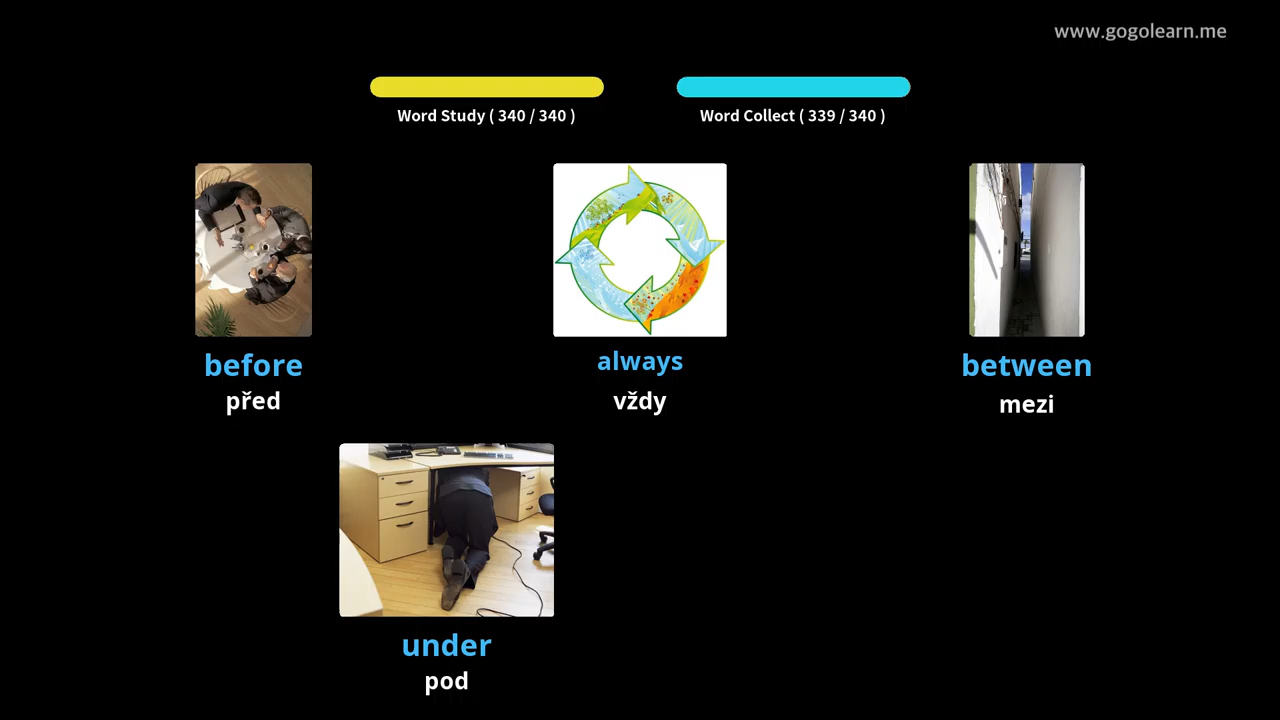 www.gogolearn.me
Word Study ( 340 / 340 )
Word Collect ( 339 / 340 )
before
always
between
před
vždy
mezi
under
pod